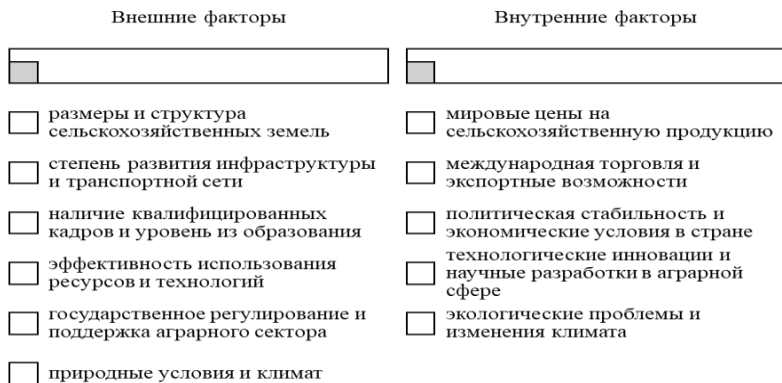 Внешние факторы
размеры и структура
сельскохозяйственных земель
степень развития инфраструктуры
и транспортной сети
наличие квалифицированных
кадров и уровень из образования
эффективность использования
ресурсов и технологий
государственное регулирование и
поддержка аграрного сектора
природные условия и климат
Внутренние факторы
мировые цены на
сельскохозяйственную продукцию
международная торговля и
экспортные возможности
политическая стабильность и
экономические условия в стране
технологические инновации и
научные разработки в аграрной
сфере
экологические проблемы и
изменения климата